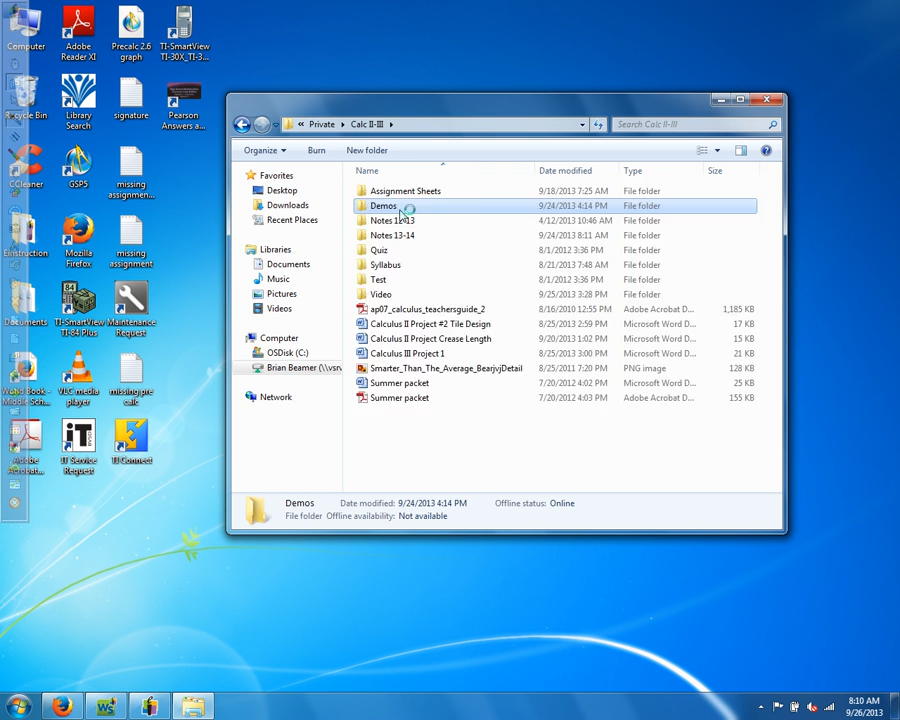 Computer
Adobe
Reader XI
Precalc 2.6
graph
TI-SmartView
TI-30X_TI-3...
Recycle Bin
Library
Search
signature
Pearson
Answers a...
CCleaner
GSP5
missing
assignmen...
Mozilla
Firefox
missing
assignment
Documents
TI-SmartView
TI-84 Plus
Maintenance
Request
Word Book -
Middle Sch...
VLC media
player
missing pre
calc
Adobe
Acrobat...
IT Service
Request
TI Connect
« Private ▸ Calc II-III ▸
Search Calc II-III
Organize Burn New folder
Name Date modified Type Size
Favorites
Desktop
Downloads
Recent Places
Libraries
Documents
Music
Pictures
Videos
Computer
OSDisk (C:)
Brian Beamer (\\vsrv
Network
Assignment Sheets 9/18/2013 7:25 AM File folder
Demos 9/24/2013 4:14 PM File folder
Notes 12-13 4/12/2013 10:46 AM File folder
Notes 13-14 9/24/2013 8:11 AM File folder
Quiz 8/1/2012 3:36 PM File folder
Syllabus 8/21/2013 7:48 AM File folder
Test 8/1/2012 3:36 PM File folder
Video 9/25/2013 3:28 PM File folder
ap07_calculus_teachersguide_2 8/16/2010 12:55 PM Adobe Acrobat D... 1,185 KB
Calculus II Project #2 Tile Design 8/25/2013 2:59 PM Microsoft Word D... 17 KB
Calculus II Project Crease Length 9/20/2013 1:02 PM Microsoft Word D... 15 KB
Calculus III Project 1 8/25/2013 3:00 PM Microsoft Word D... 21 KB
Smarter_Than_The_Average_BearjvjDetail 8/25/2011 7:20 PM PNG image 128 KB
Summer packet 7/20/2012 4:02 PM Microsoft Word D... 25 KB
Summer packet 7/20/2012 4:03 PM Adobe Acrobat D... 155 KB
Demos Date modified: 9/24/2013 4:14 PM Offline status: Online
File folder Offline availability: Not available
8:10 AM
9/26/2013